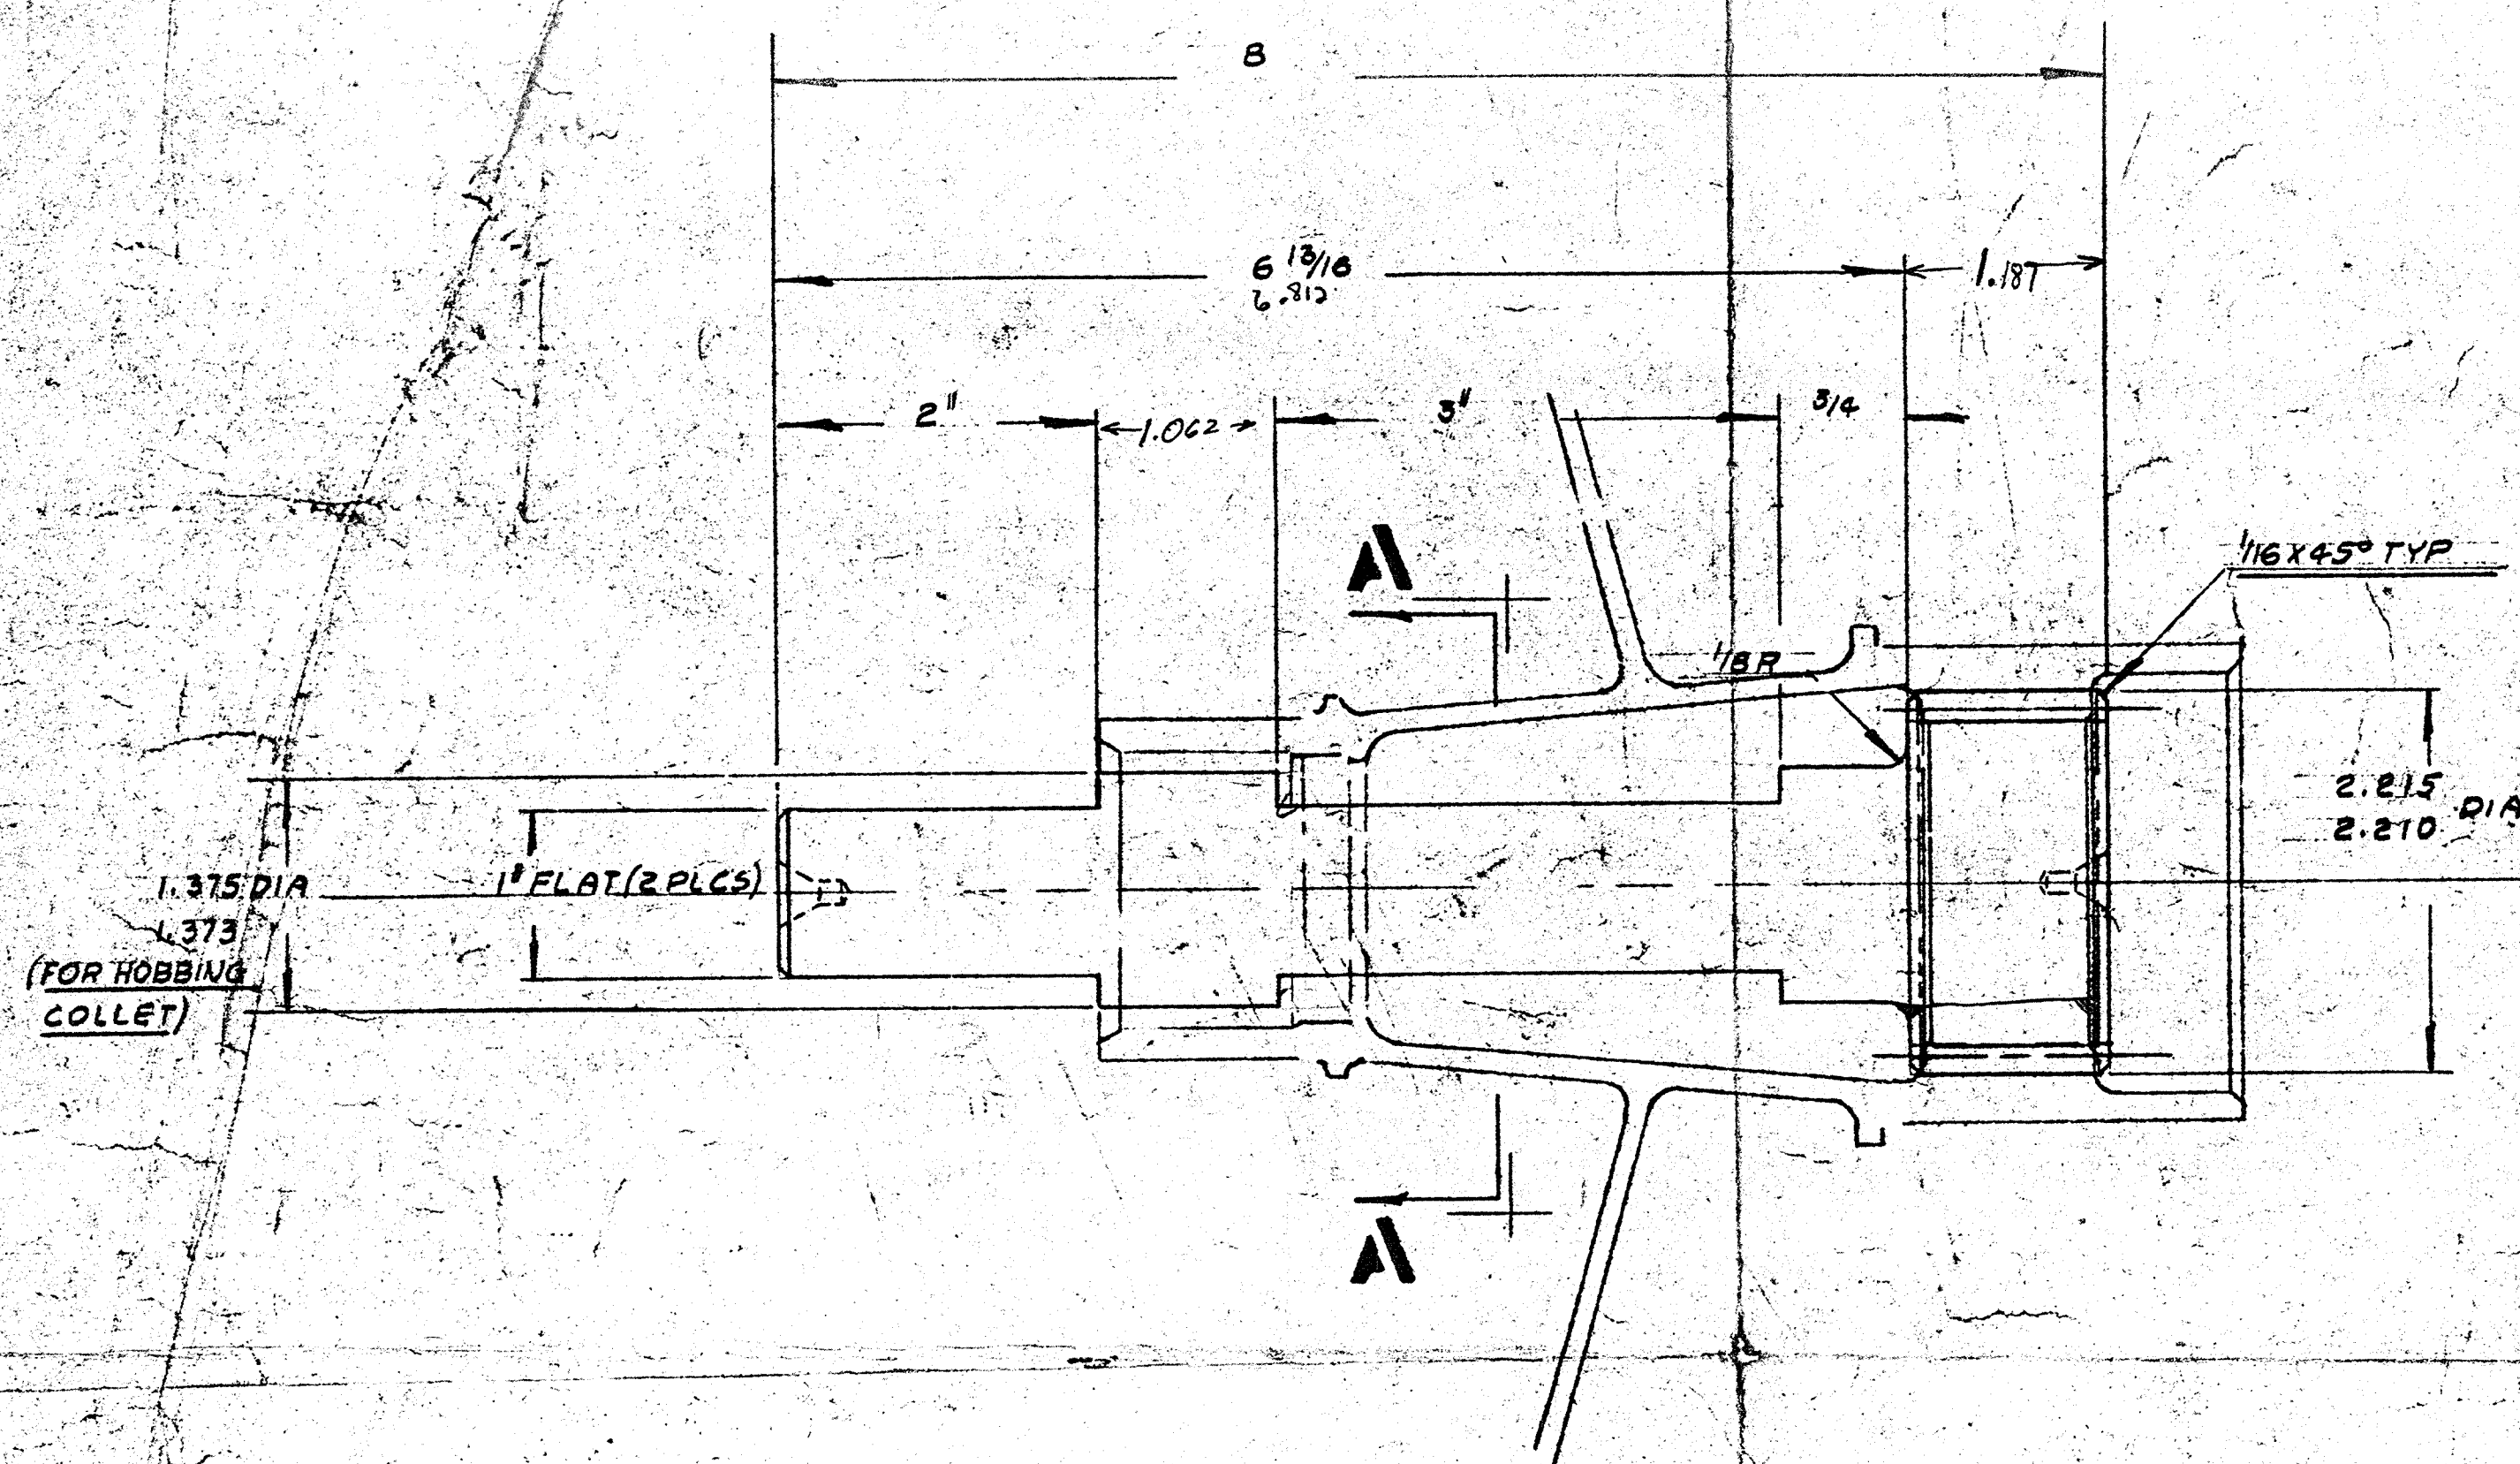 8
6 13/16
6.812
1.187
2"
1.062
3"
3/4
A
1/16 X 45° TYP
1/8 R
2.215
2.210 DIA
1.375 DIA
1.373
(FOR HOBBING
COLLET)
1" FLAT (2 PLCS)
A